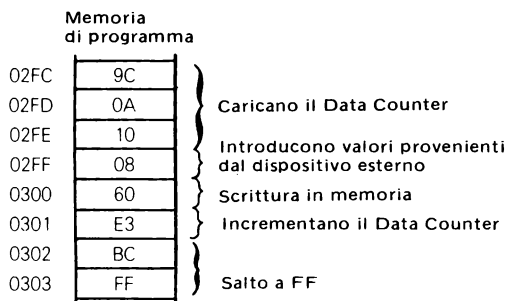 Memoria
di programma
02FC 9C
02FD 0A Caricano il Data Counter
02FE 10
Introducono valori provenienti
02FF 08 dal dispositivo esterno
0300 60 Scrittura in memoria
0301 E3 Incrementano il Data Counter
0302 BC
0303 FF Salto a FF